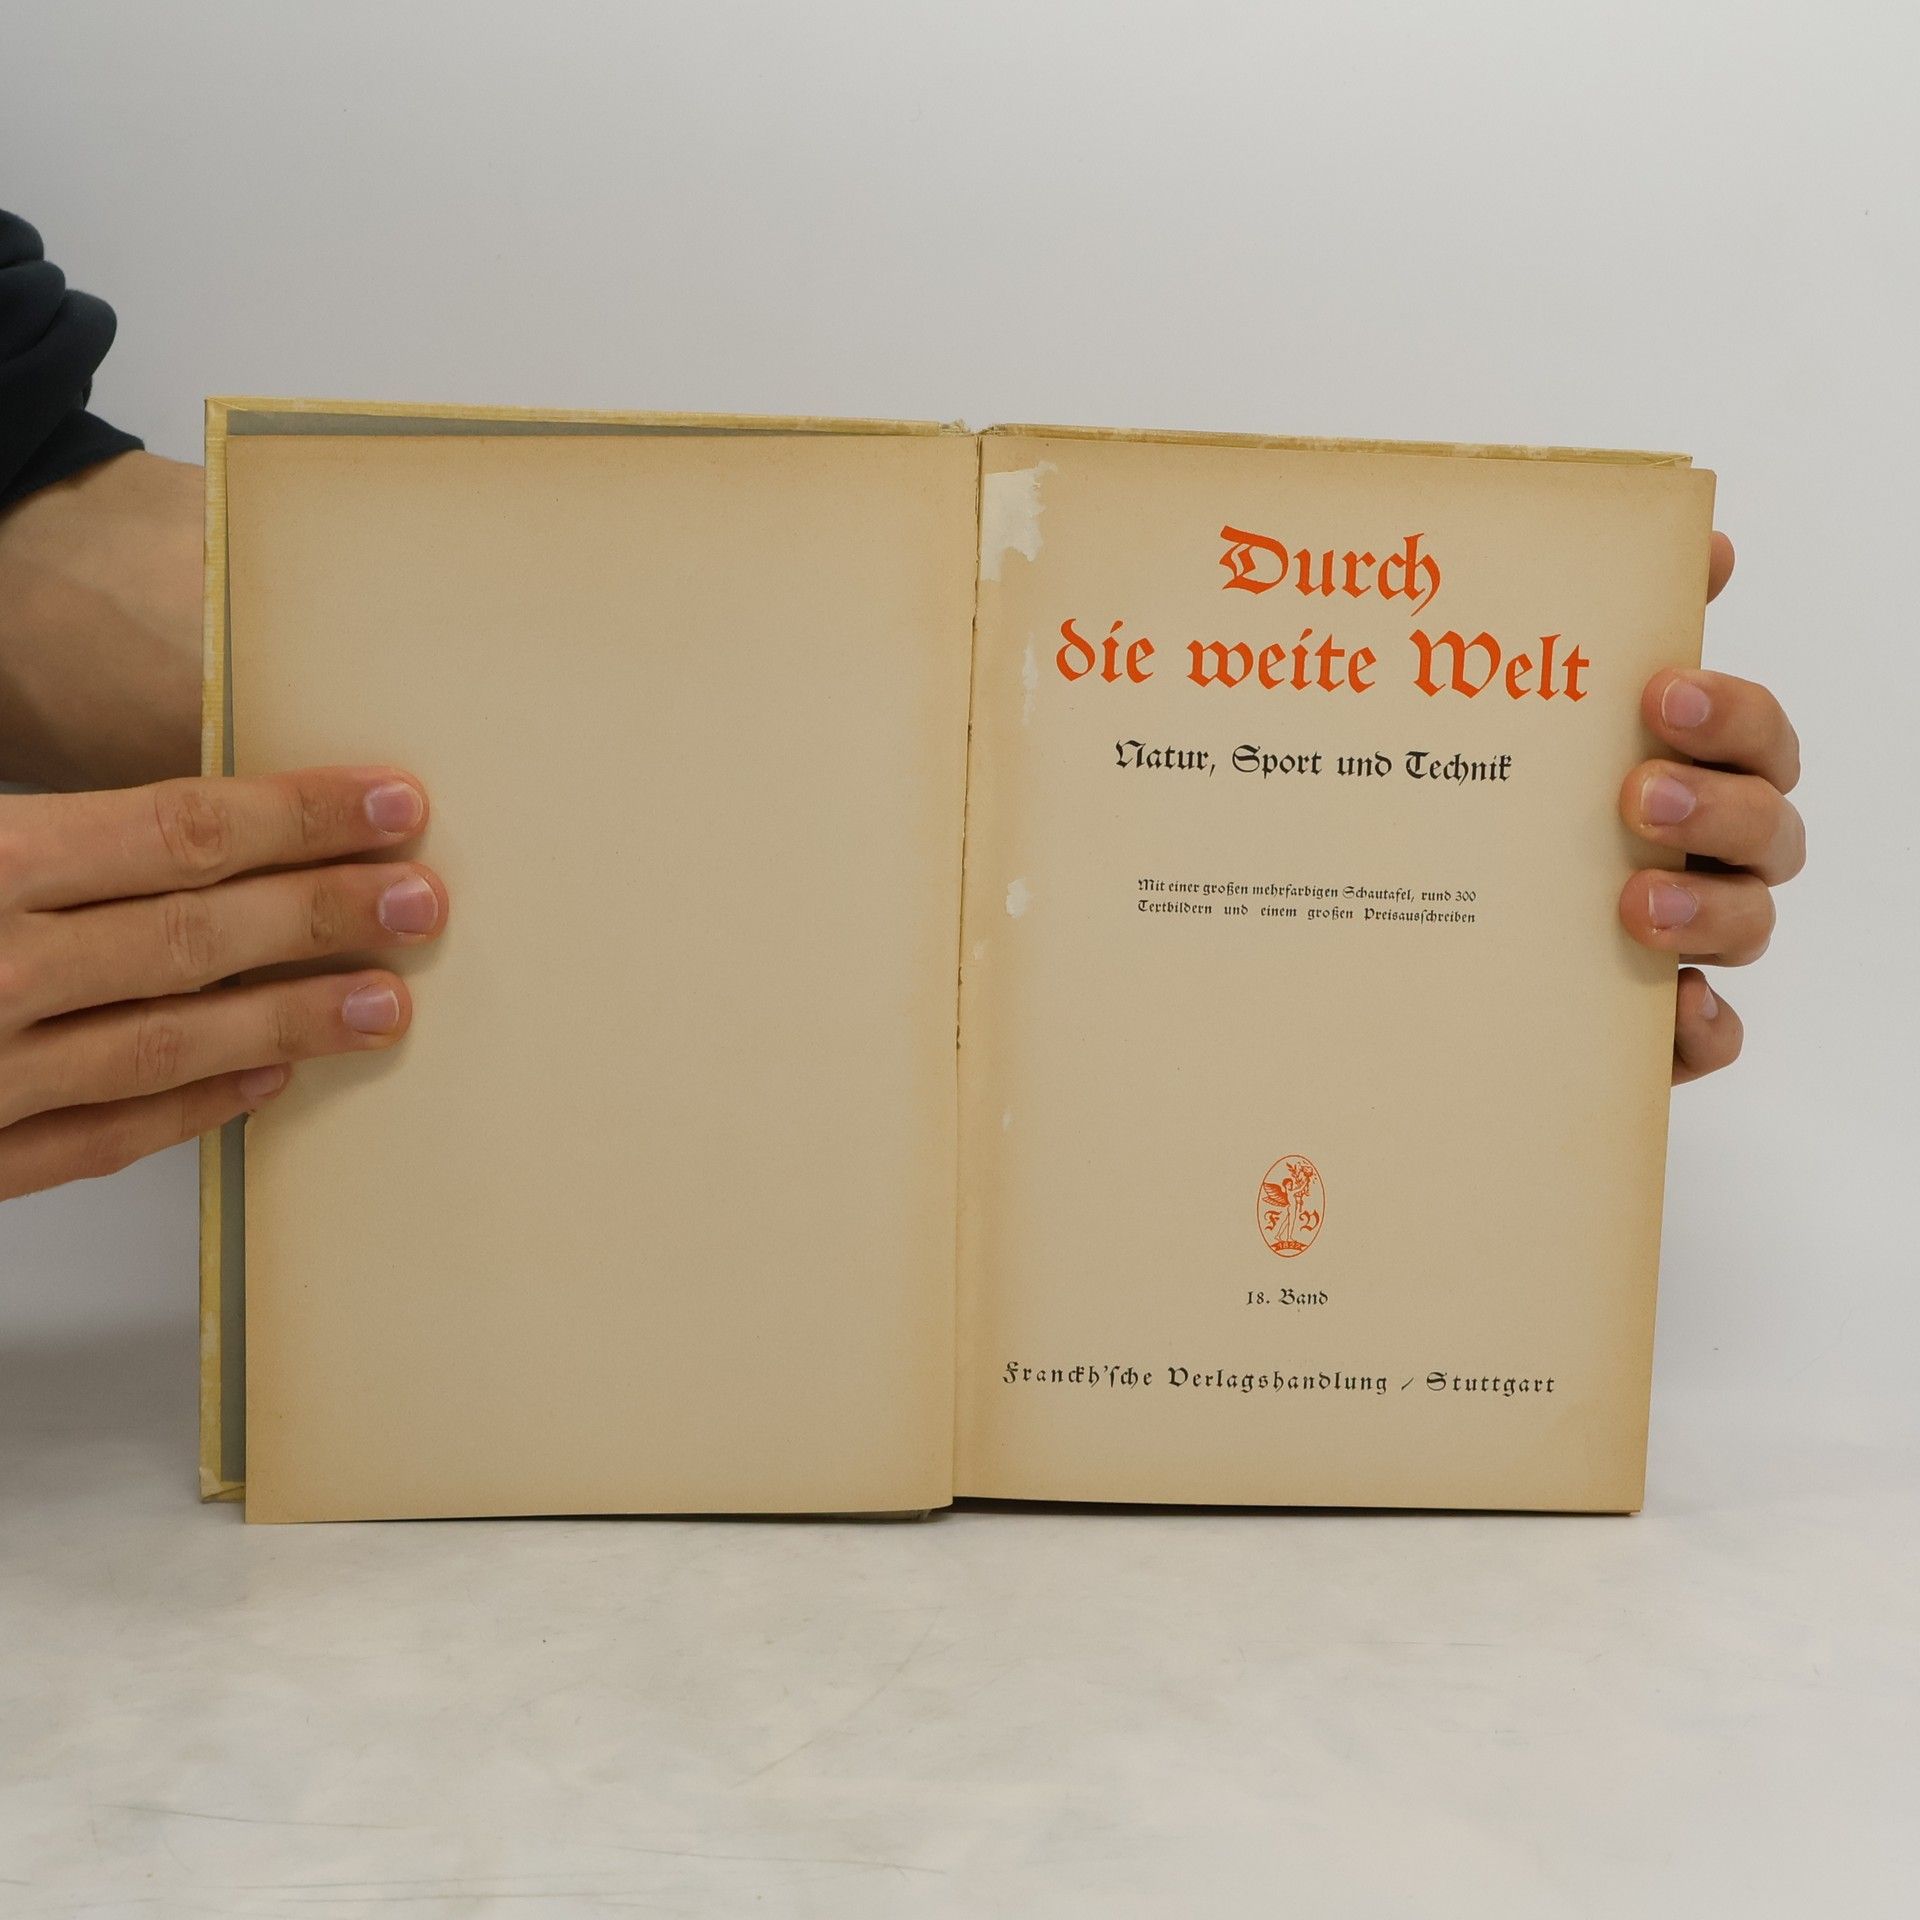 Durch
die weite Welt
Natur, Sport und Technik
Mit einer großen mehrfarbigen Schautafel, rund 300
Textbildern und einem großen Preisausschreiben
F V
1822
18. Band
Franckh'sche Verlagshandlung / Stuttgart